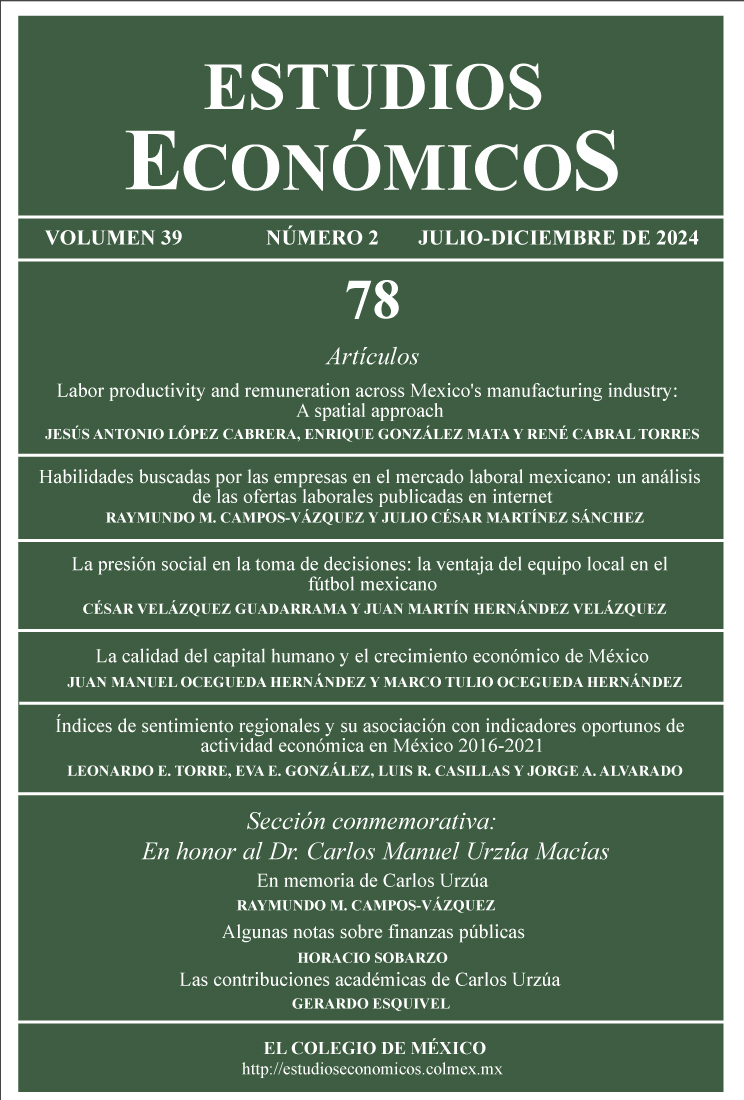 ESTUDIOS
ECONÓMICOS
VOLUMEN 39 NÚMERO 2 JULIO-DICIEMBRE DE 2024
78
Artículos
Labor productivity and remuneration across Mexico's manufacturing industry:
A spatial approach
JESÚS ANTONIO LÓPEZ CABRERA, ENRIQUE GONZÁLEZ MATA Y RENÉ CABRAL TORRES
Habilidades buscadas por las empresas en el mercado laboral mexicano: un análisis
de las ofertas laborales publicadas en internet
RAYMUNDO M. CAMPOS-VÁZQUEZ Y JULIO CÉSAR MARTÍNEZ SÁNCHEZ
La presión social en la toma de decisiones: la ventaja del equipo local en el
fútbol mexicano
CÉSAR VELÁZQUEZ GUADARRAMA Y JUAN MARTÍN HERNÁNDEZ VELÁZQUEZ
La calidad del capital humano y el crecimiento económico de México
JUAN MANUEL OCEGUEDA HERNÁNDEZ Y MARCO TULIO OCEGUEDA HERNÁNDEZ
Índices de sentimiento regionales y su asociación con indicadores oportunos de
actividad económica en México 2016-2021
LEONARDO E. TORRE, EVA E. GONZÁLEZ, LUIS R. CASILLAS Y JORGE A. ALVARADO
Sección conmemorativa:
En honor al Dr. Carlos Manuel Urzúa Macías
En memoria de Carlos Urzúa
RAYMUNDO M. CAMPOS-VÁZQUEZ
Algunas notas sobre finanzas públicas
HORACIO SOBARZO
Las contribuciones académicas de Carlos Urzúa
GERARDO ESQUIVEL
EL COLEGIO DE MÉXICO
http://estudioseconomicos.colmex.mx